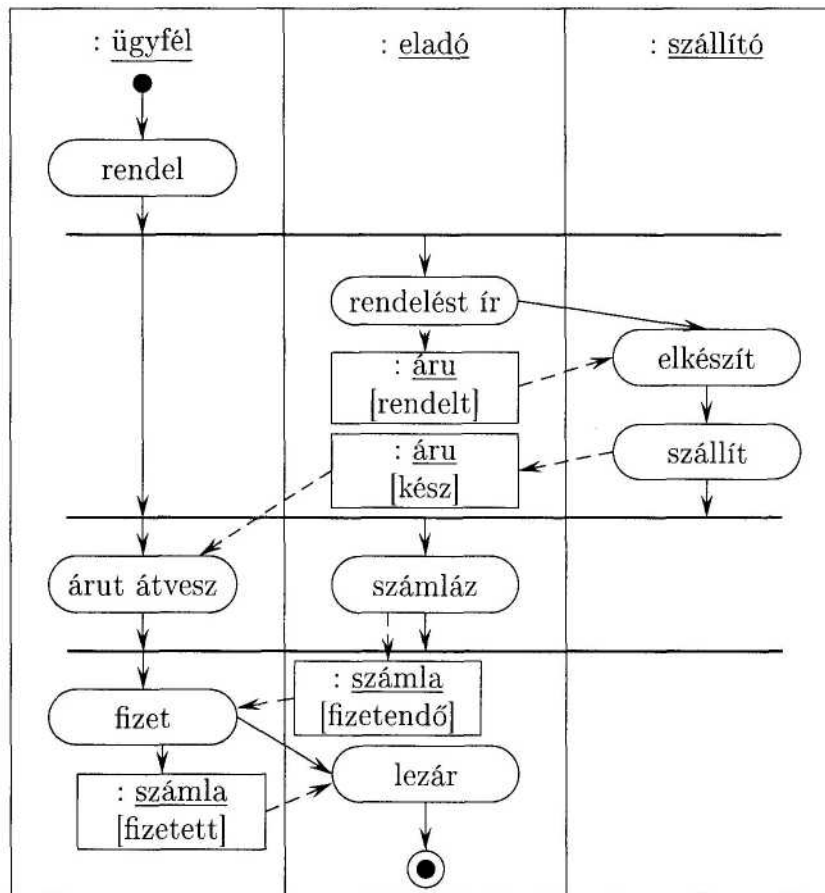 : ügyfél
: eladó
: szállító
rendel
rendelést ír
elkészít
: áru
[rendelt]
szállít
: áru
[kész]
árut átvesz
számláz
: számla
[fizetendő]
fizet
lezár
: számla
[fizetett]